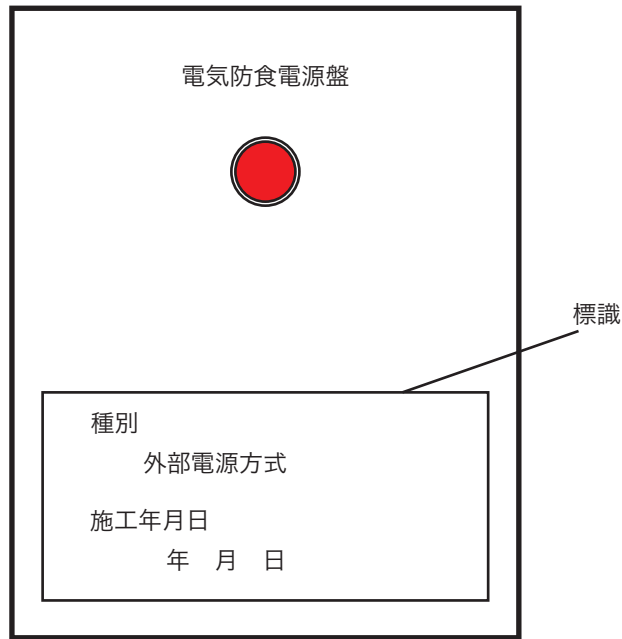 電気防食電源盤
標識
種別
外部電源方式
施工年月日
年　月　日